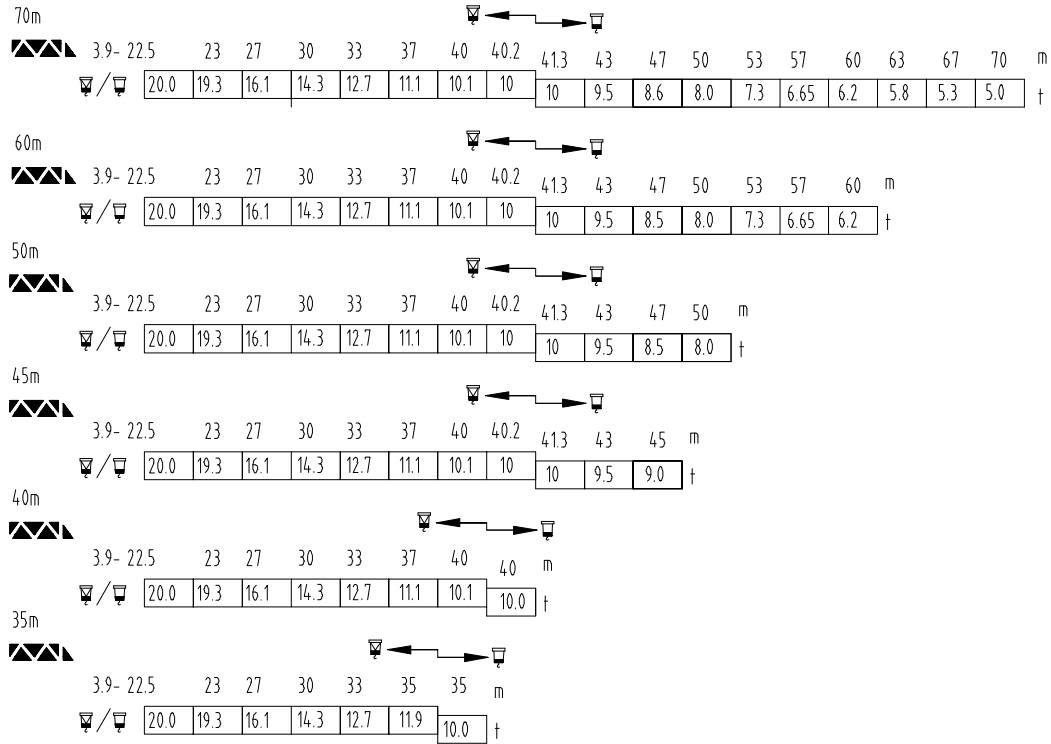 70m
3.9- 22.5 23 27 30 33 37 40 40.2 41.3 43 47 50 53 57 60 63 67 70 m
20.0 19.3 16.1 14.3 12.7 11.1 10.1 10 10 9.5 8.6 8.0 7.3 6.65 6.2 5.8 5.3 5.0 t
60m
3.9- 22.5 23 27 30 33 37 40 40.2 41.3 43 47 50 53 57 60 m
20.0 19.3 16.1 14.3 12.7 11.1 10.1 10 10 9.5 8.5 8.0 7.3 6.65 6.2 t
50m
3.9- 22.5 23 27 30 33 37 40 40.2 41.3 43 47 50 m
20.0 19.3 16.1 14.3 12.7 11.1 10.1 10 10 9.5 8.5 8.0 t
45m
3.9- 22.5 23 27 30 33 37 40 40.2 41.3 43 45 m
20.0 19.3 16.1 14.3 12.7 11.1 10.1 10 10 9.5 9.0 t
40m
3.9- 22.5 23 27 30 33 37 40 40 m
20.0 19.3 16.1 14.3 12.7 11.1 10.1 10.0 t
35m
3.9- 22.5 23 27 30 33 35 35 m
20.0 19.3 16.1 14.3 12.7 11.9 10.0 t